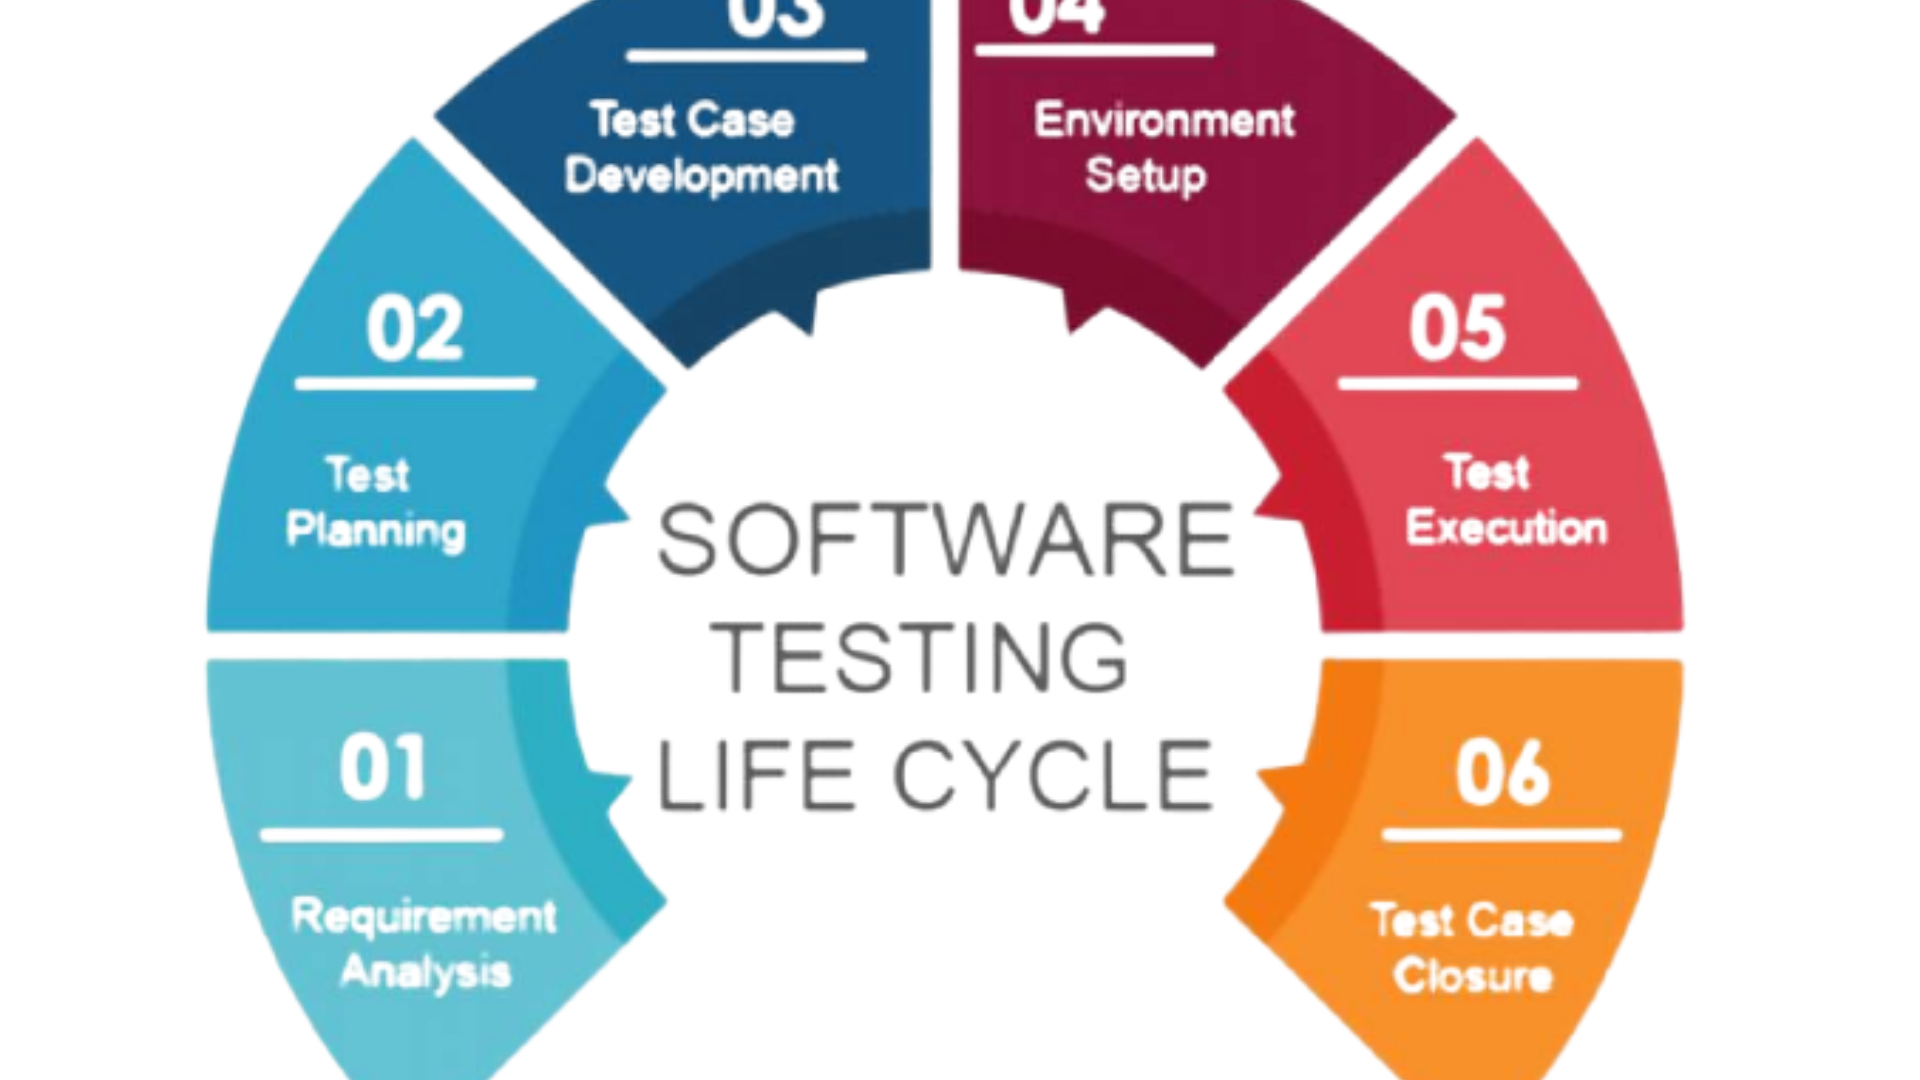 03
Test Case
Development
04
Environment
Setup
02
Test
Planning
05
Test
Execution
SOFTWARE
TESTING
LIFE CYCLE
01
Requirement
Analysis
06
Test Case
Closure